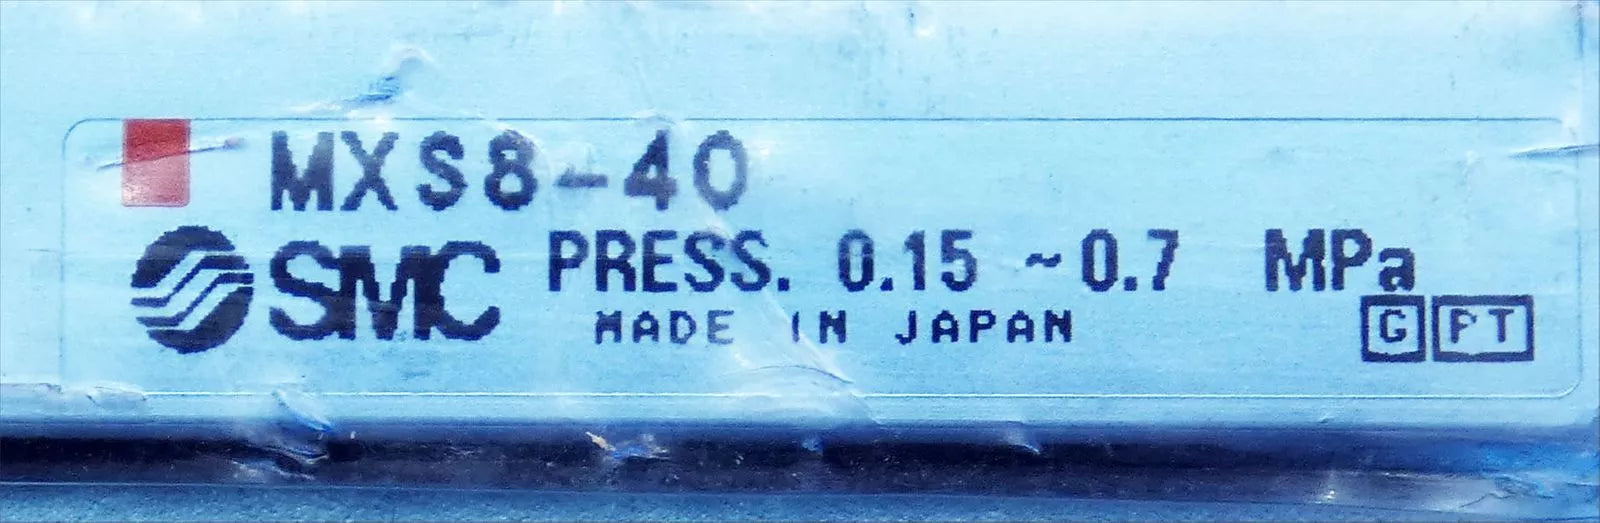 MXS8-40
SMC PRESS. 0.15 ~0.7 MPa
MADE IN JAPAN
G PT